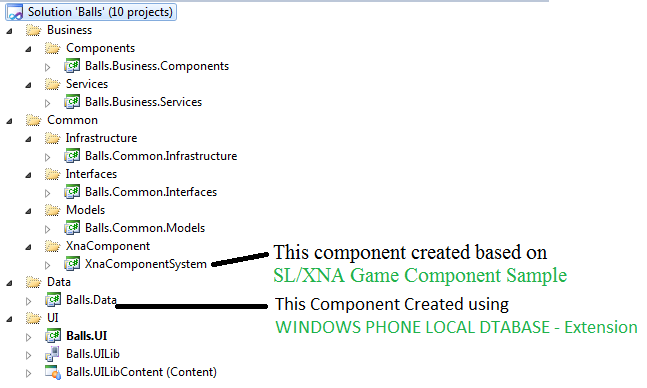 Solution 'Balls' (10 projects)
Business
Components
Balls.Business.Components
Services
Balls.Business.Services
Common
Infrastructure
Balls.Common.Infrastructure
Interfaces
Balls.Common.Interfaces
Models
Balls.Common.Models
XnaComponent
XnaComponentSystem
This component created based on
SL/XNA Game Component Sample
Data
Balls.Data
This Component Created using
WINDOWS PHONE LOCAL DTABASE - Extension
UI
Balls.UI
Balls.UILib
Balls.UILibContent (Content)